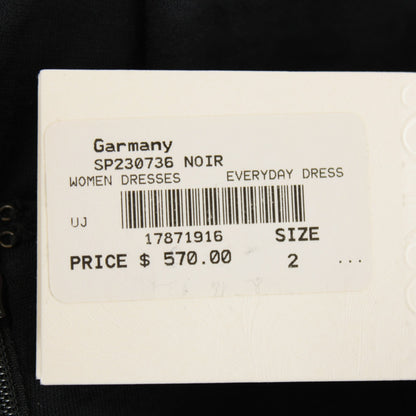 Garmany
SP230736 NOIR
WOMEN DRESSES EVERYDAY DRESS
UJ
17871916 SIZE
PRICE $ 570.00 2 ...